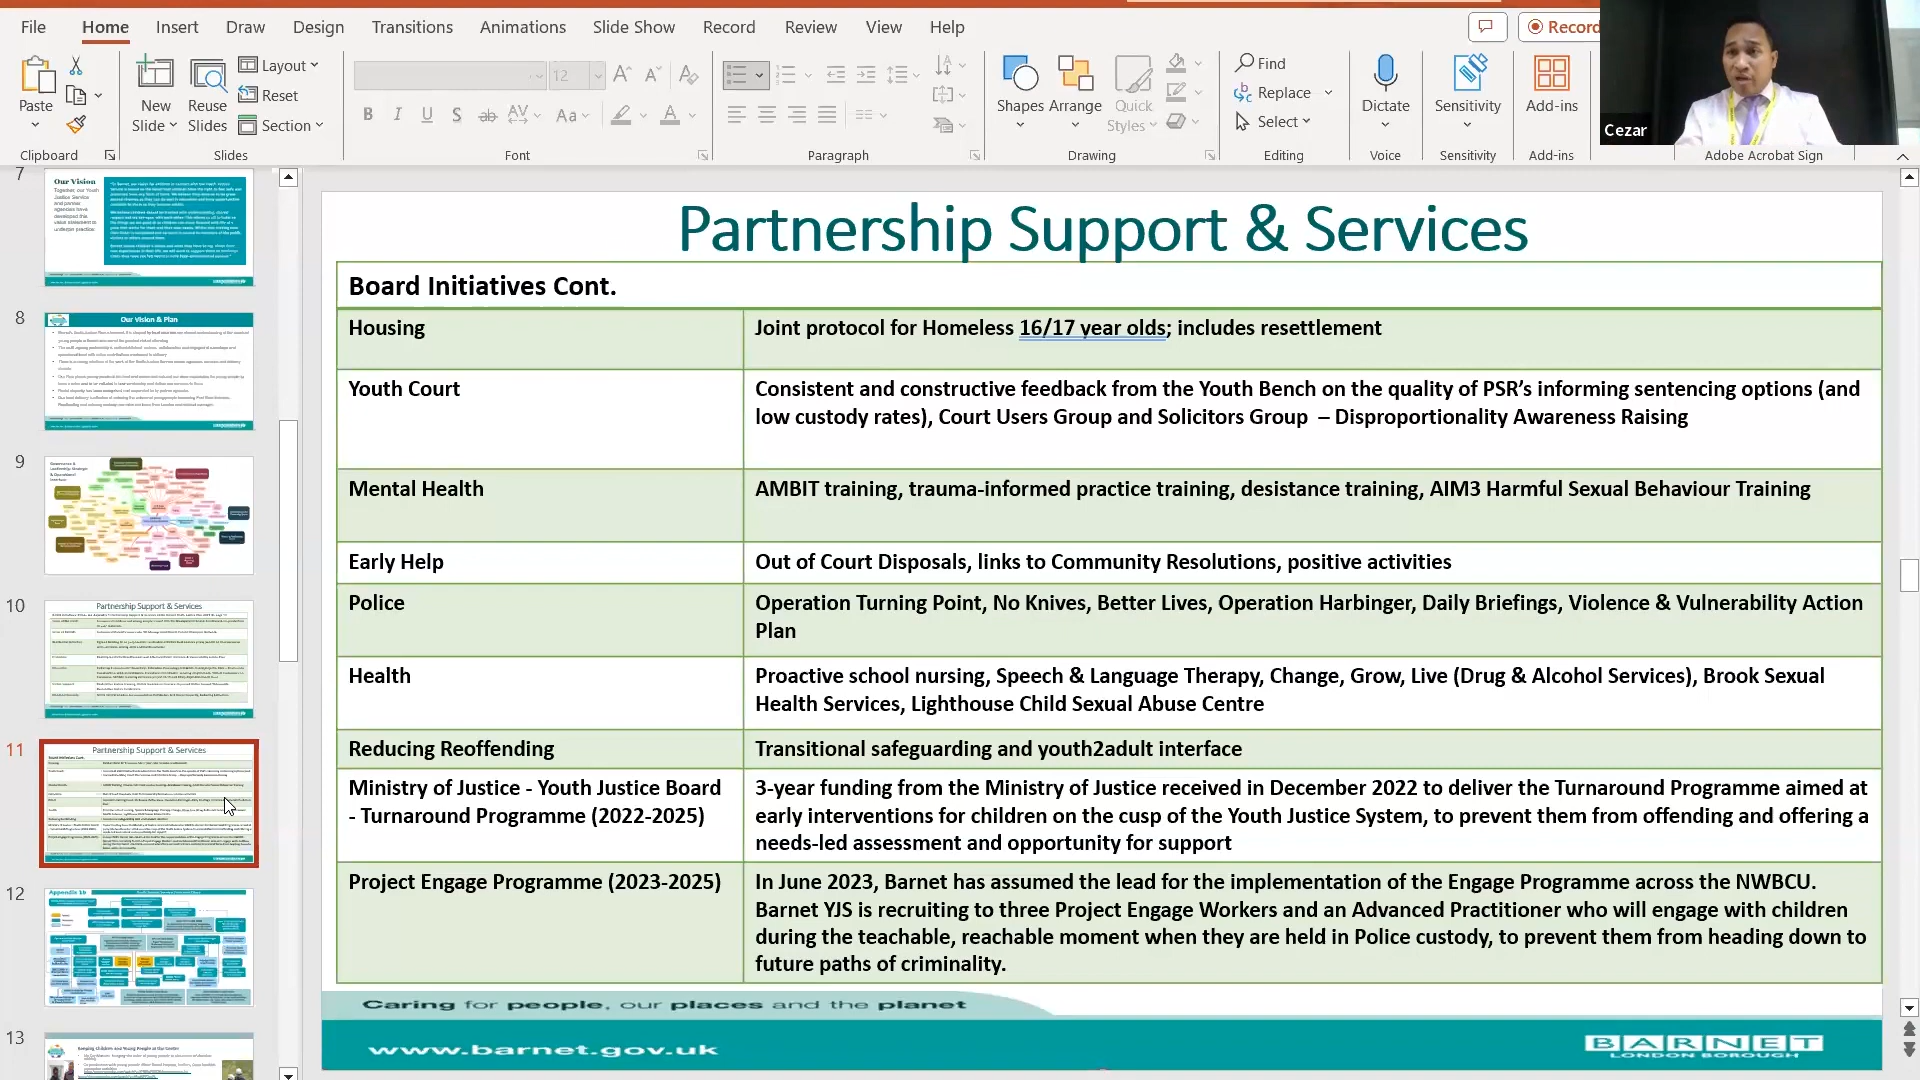 File Home Insert Draw Design Transitions Animations Slide Show Record Review View Help Record
Paste
New Slide
Reuse Slides
Layout
Reset
Section
12
Shapes Arrange Quick Styles
Find
Replace
Select
Dictate
Sensitivity
Add-ins
Clipboard Slides Font Paragraph Drawing Editing Voice Sensitivity Add-ins Adobe Acrobat Sign
Cezar
7
Our Vision
8
Our Vision & Plan
9
10
Partnership Support & Services
11
Partnership Support & Services
12
Appendix 1b
13
Partnership Support & Services
Board Initiatives Cont.
Housing
Joint protocol for Homeless 16/17 year olds; includes resettlement
Youth Court
Consistent and constructive feedback from the Youth Bench on the quality of PSR’s informing sentencing options (and
low custody rates), Court Users Group and Solicitors Group – Disproportionality Awareness Raising
Mental Health
AMBIT training, trauma-informed practice training, desistance training, AIM3 Harmful Sexual Behaviour Training
Early Help
Out of Court Disposals, links to Community Resolutions, positive activities
Police
Operation Turning Point, No Knives, Better Lives, Operation Harbinger, Daily Briefings, Violence & Vulnerability Action
Plan
Health
Proactive school nursing, Speech & Language Therapy, Change, Grow, Live (Drug & Alcohol Services), Brook Sexual
Health Services, Lighthouse Child Sexual Abuse Centre
Reducing Reoffending
Transitional safeguarding and youth2adult interface
Ministry of Justice - Youth Justice Board
- Turnaround Programme (2022-2025)
3-year funding from the Ministry of Justice received in December 2022 to deliver the Turnaround Programme aimed at
early interventions for children on the cusp of the Youth Justice System, to prevent them from offending and offering a
needs-led assessment and opportunity for support
Project Engage Programme (2023-2025)
In June 2023, Barnet has assumed the lead for the implementation of the Engage Programme across the NWBCU.
Barnet YJS is recruiting to three Project Engage Workers and an Advanced Practitioner who will engage with children
during the teachable, reachable moment when they are held in Police custody, to prevent them from heading down to
future paths of criminality.
Caring for people, our places and the planet
www.barnet.gov.uk
BARNET
LONDON BOROUGH